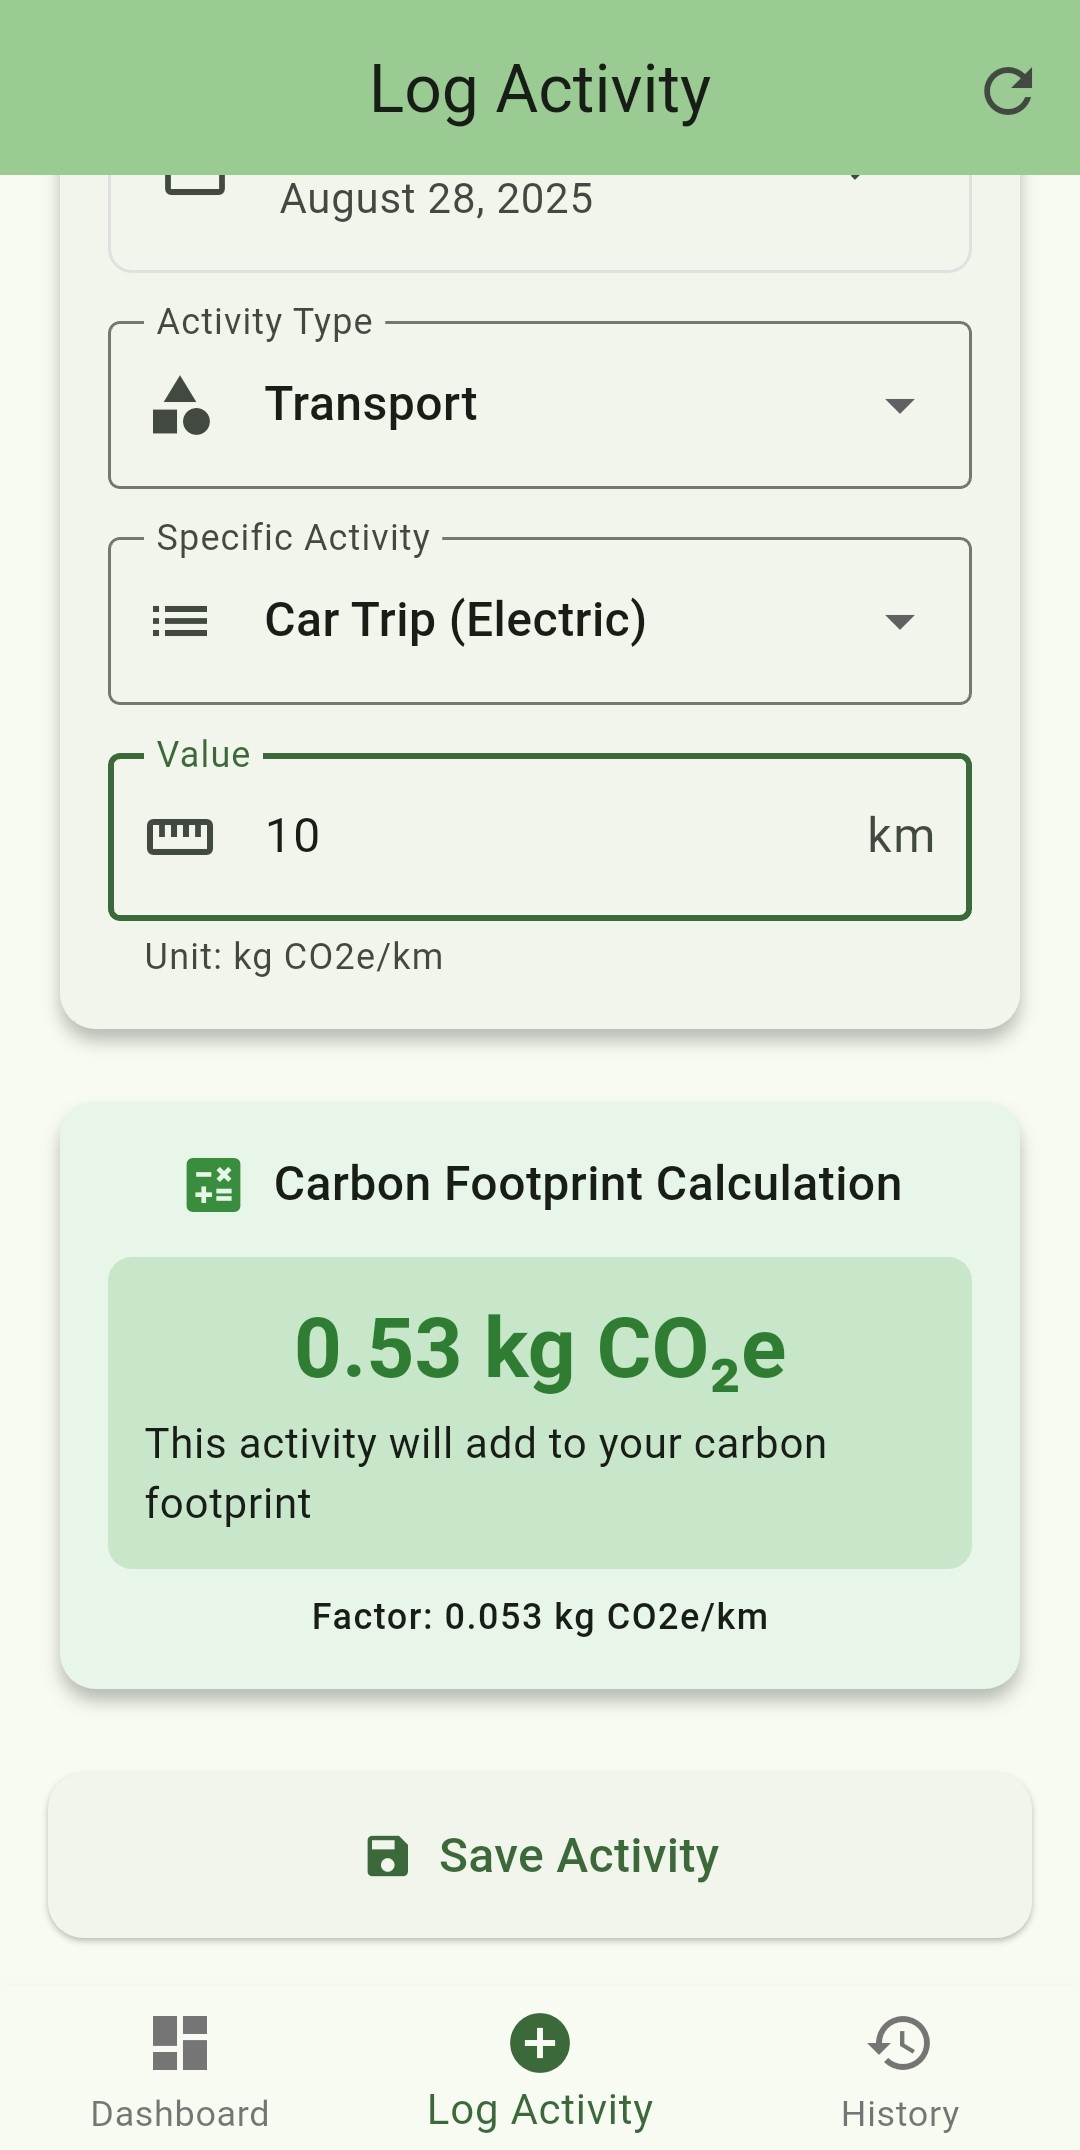 Log Activity
August 28, 2025
Activity Type
Transport
Specific Activity
Car Trip (Electric)
Value
10 km
Unit: kg CO2e/km
Carbon Footprint Calculation
0.53 kg CO₂e
This activity will add to your carbon
footprint
Factor: 0.053 kg CO2e/km
Save Activity
Dashboard
Log Activity
History